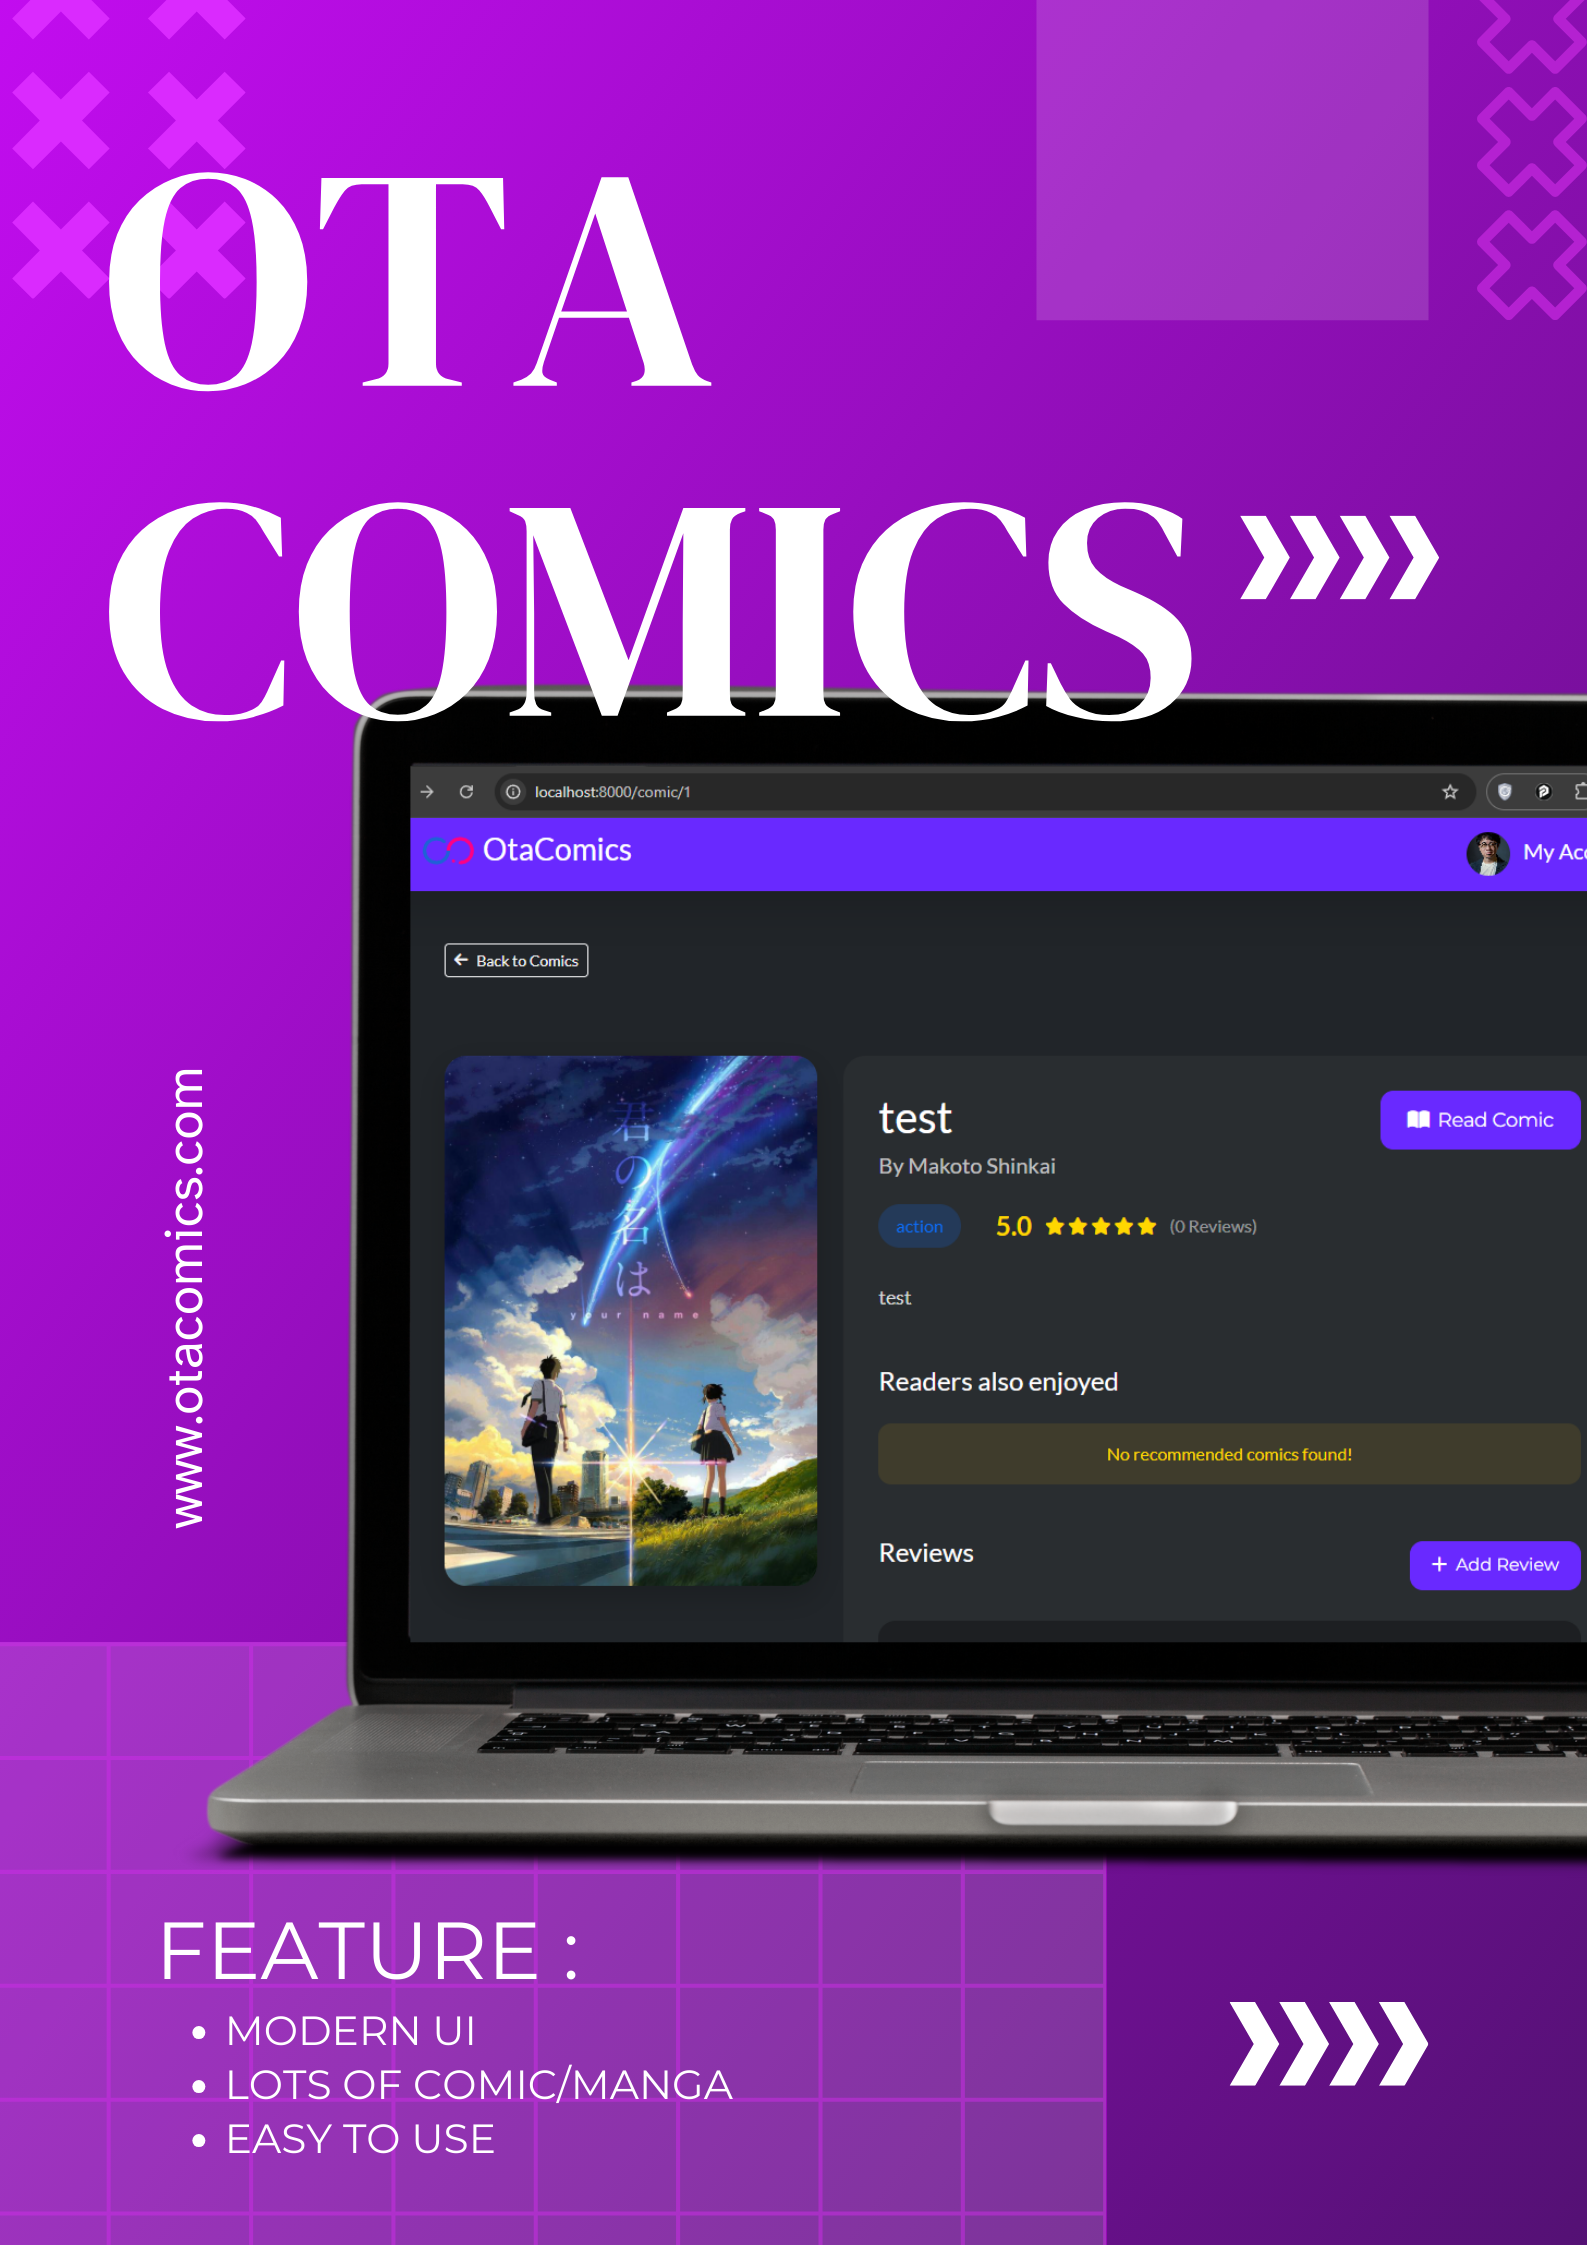 OTA
COMICS
localhost:8000/comic/1
OtaComics
My Acc
Back to Comics
君の名は
your name
test
Read Comic
By Makoto Shinkai
action
5.0
(0 Reviews)
test
Readers also enjoyed
No recommended comics found!
Reviews
Add Review
www.otacomics.com
FEATURE :
MODERN UI
LOTS OF COMIC/MANGA
EASY TO USE